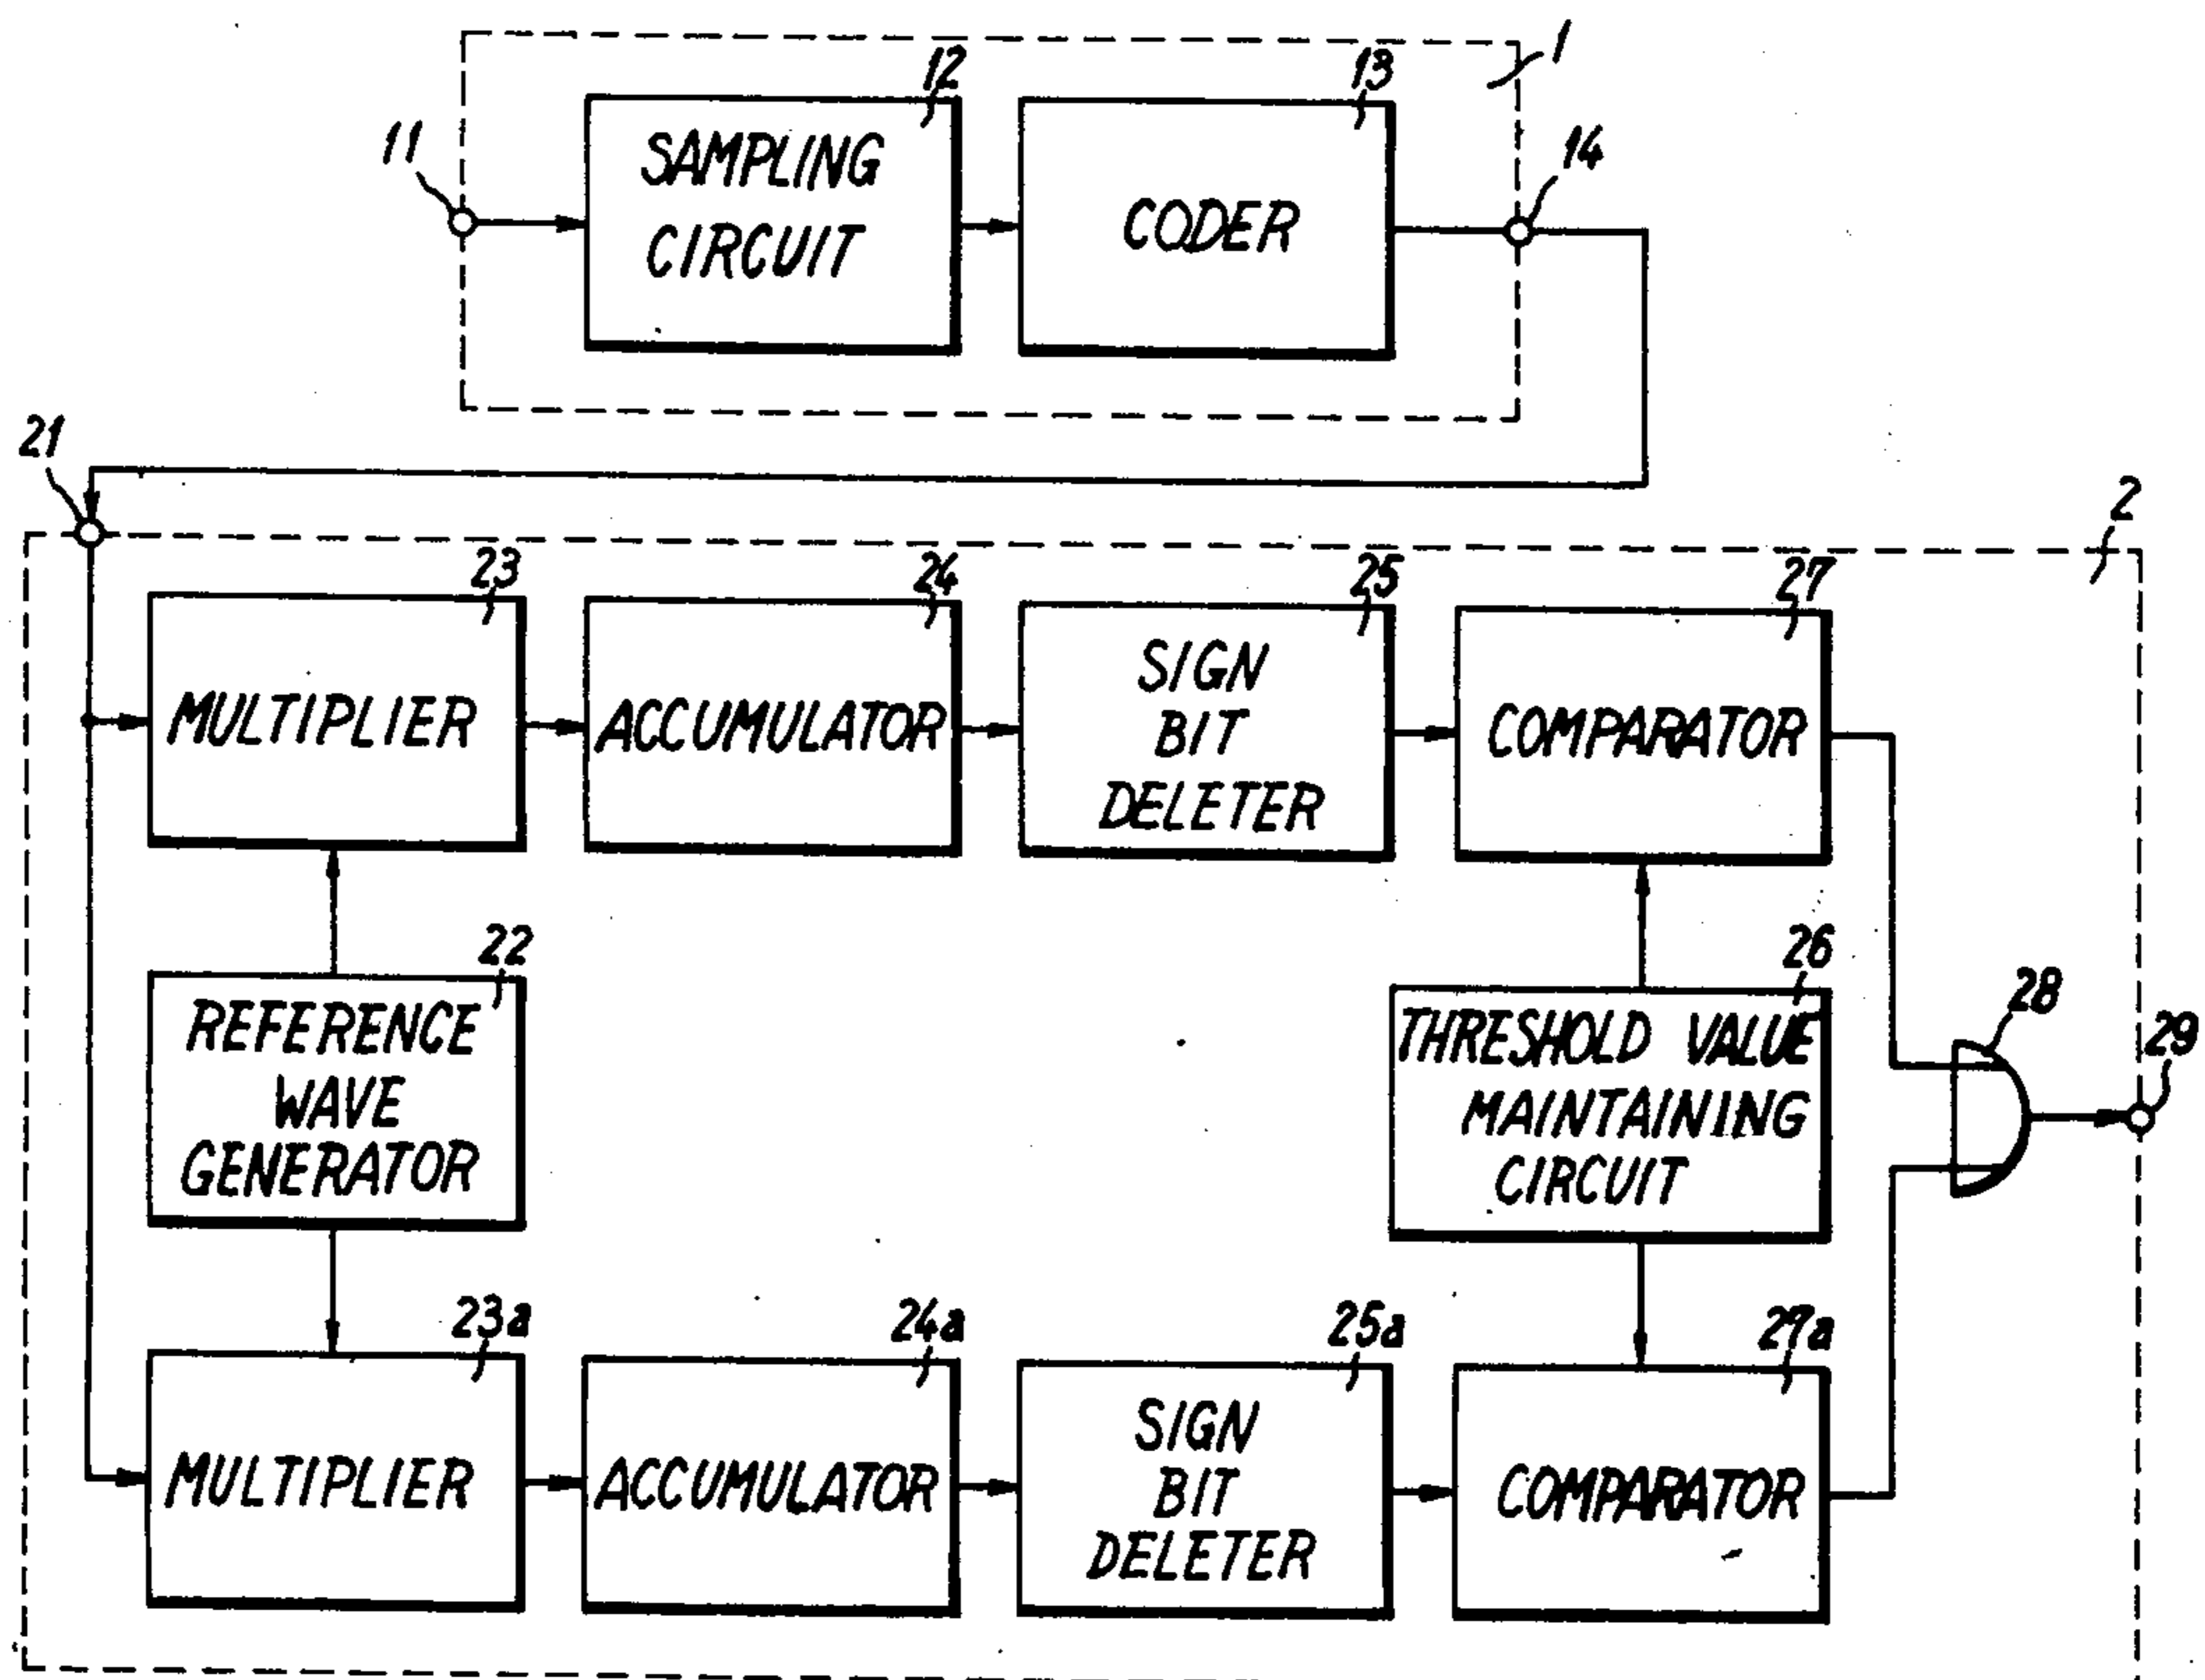 1
12
13
11
SAMPLING
CIRCUIT
CODER
14
21
2
23
24
25
27
MULTIPLIER
ACCUMULATOR
SIGN
BIT
DELETER
COMPARATOR
22
26
28
29
REFERENCE
WAVE
GENERATOR
THRESHOLD VALUE
MAINTAINING
CIRCUIT
23a
24a
25a
27a
MULTIPLIER
ACCUMULATOR
SIGN
BIT
DELETER
COMPARATOR